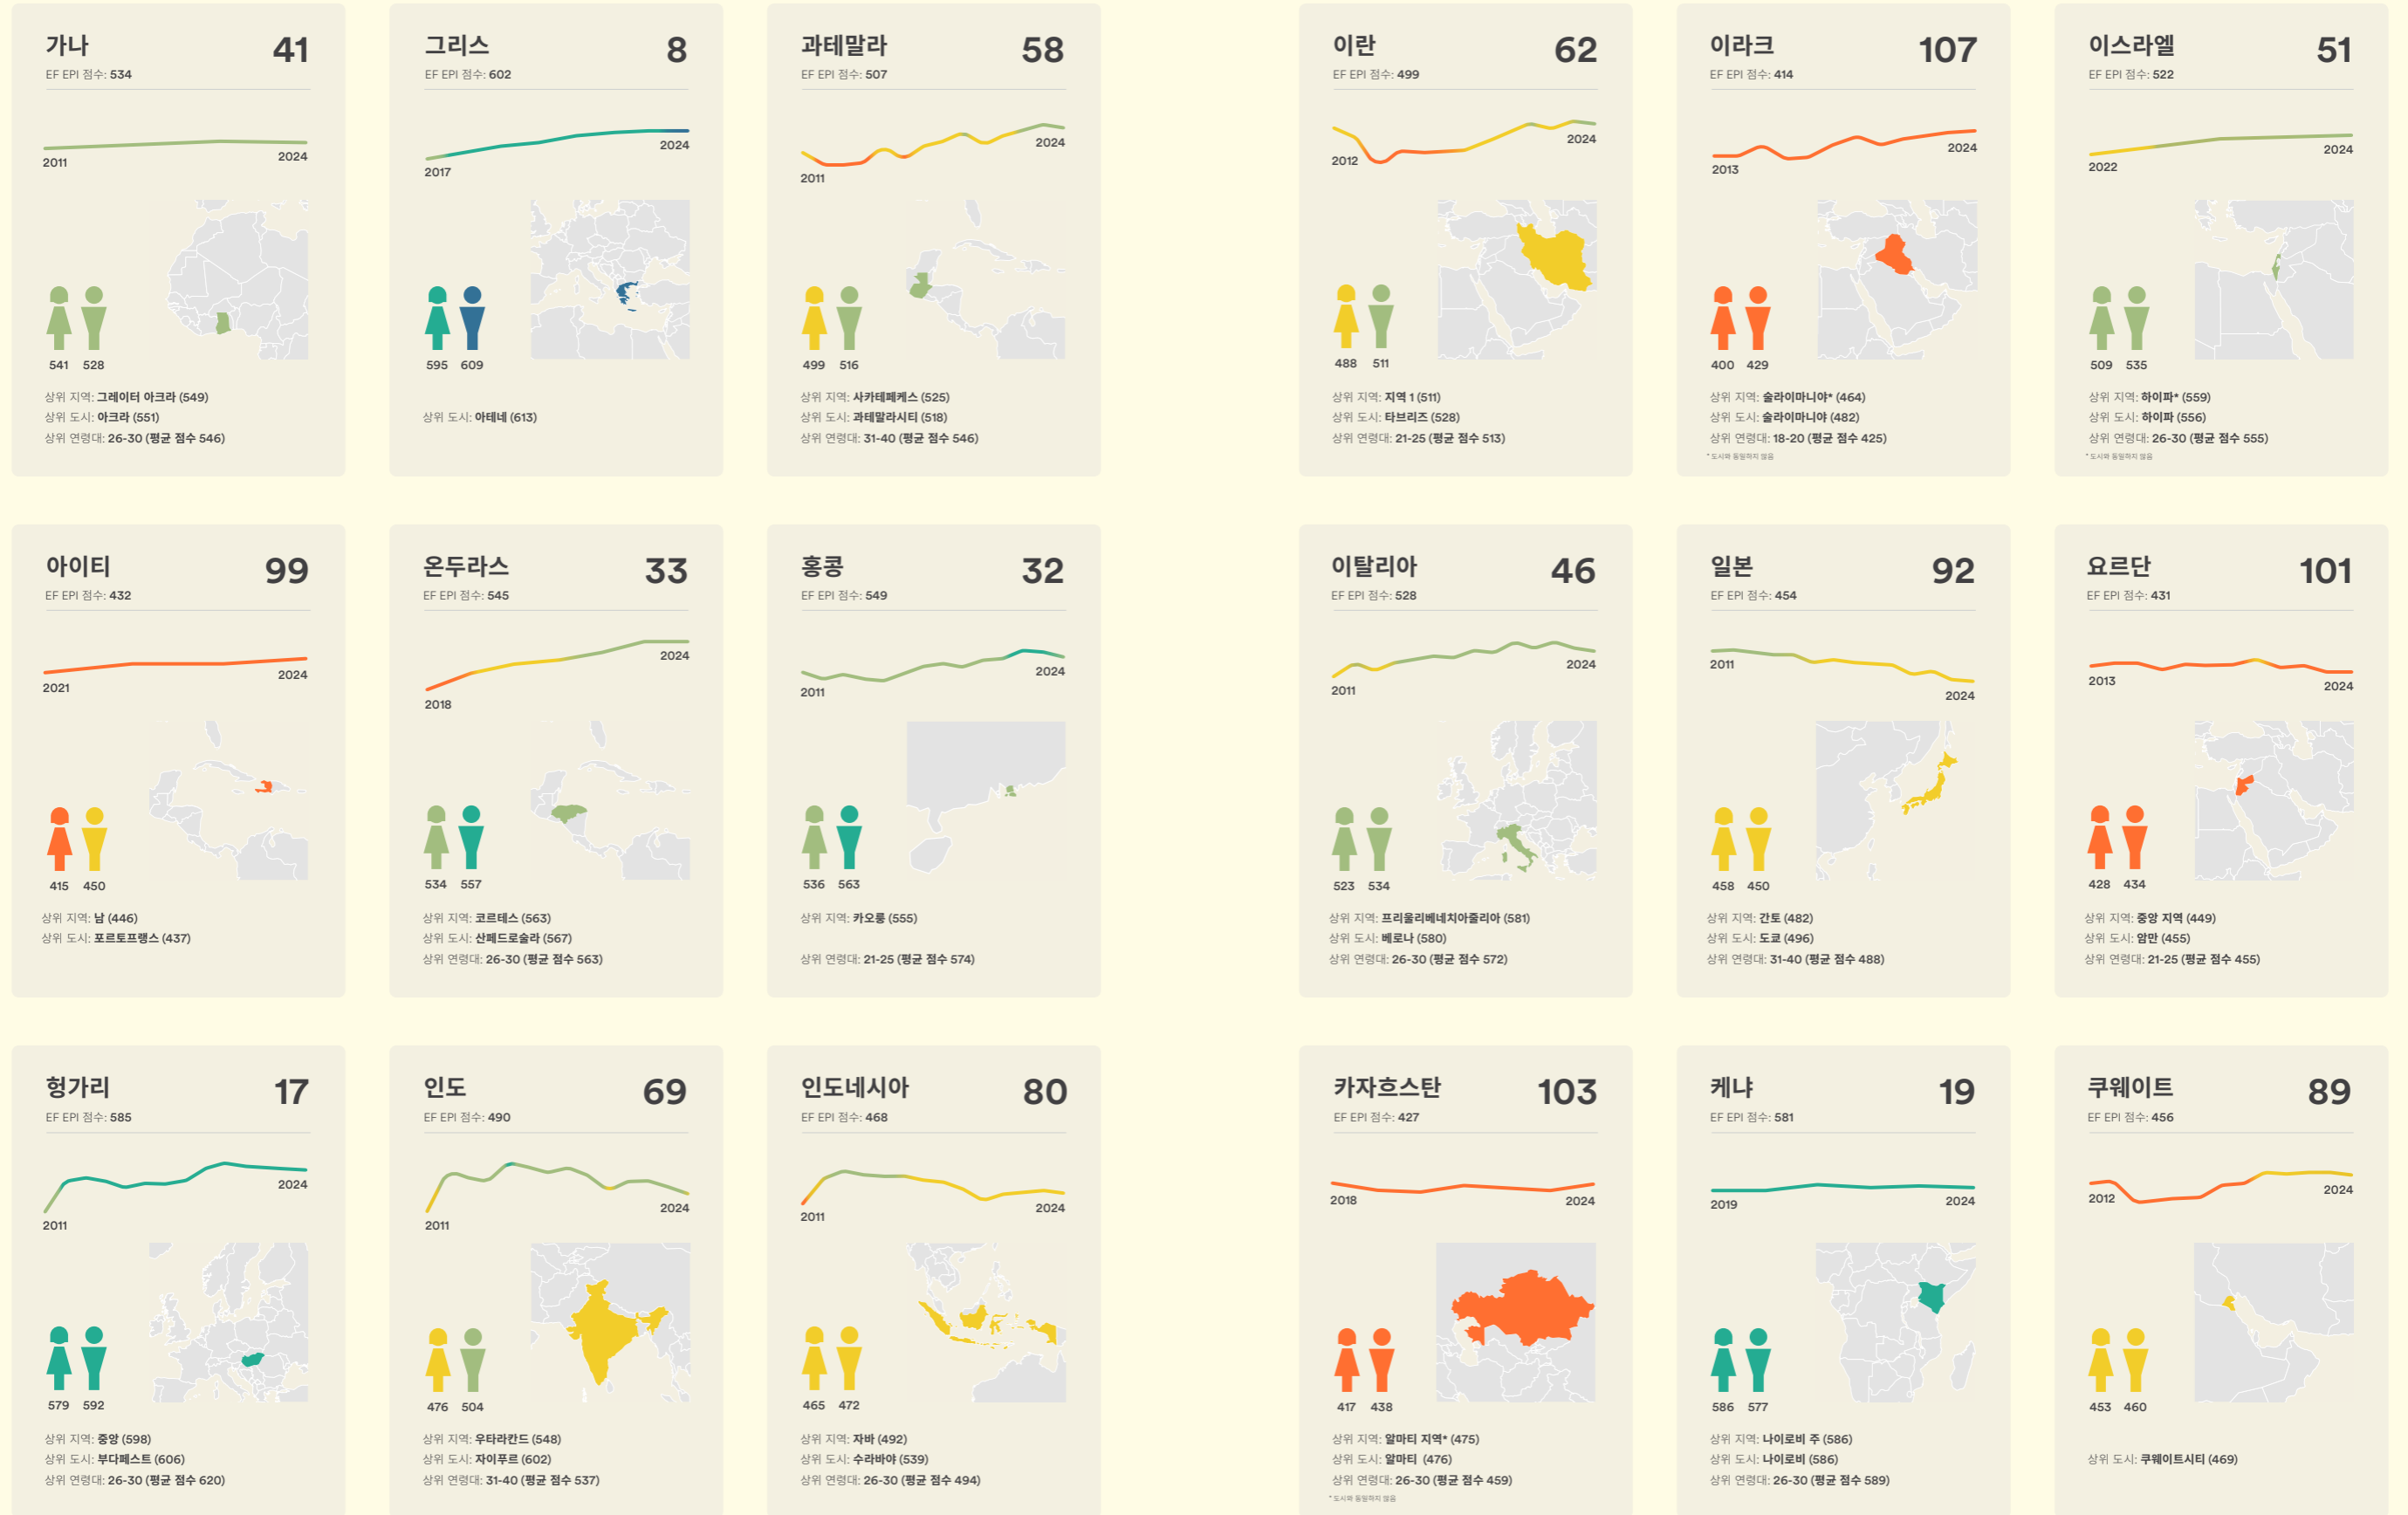 가나
41
EF EPI 점수: 534
2011
2024
541 528
상위 지역: 그레이터 아크라 (549)
상위 도시: 아크라 (551)
상위 연령대: 26-30 (평균 점수 546)
그리스
8
EF EPI 점수: 602
2017
2024
595 609
상위 도시: 아테네 (613)
과테말라
58
EF EPI 점수: 507
2011
2024
499 516
상위 지역: 사카테페케스 (525)
상위 도시: 과테말라시티 (518)
상위 연령대: 31-40 (평균 점수 546)
이란
62
EF EPI 점수: 499
2012
2024
488 511
상위 지역: 지역 1 (511)
상위 도시: 타브리즈 (528)
상위 연령대: 21-25 (평균 점수 513)
이라크
107
EF EPI 점수: 414
2013
2024
400 429
상위 지역: 술라이마니야* (464)
상위 도시: 술라이마니야 (482)
상위 연령대: 18-20 (평균 점수 425)
* 도시와 동일하지 않음
이스라엘
51
EF EPI 점수: 522
2022
2024
509 535
상위 지역: 하이파* (559)
상위 도시: 하이파 (556)
상위 연령대: 26-30 (평균 점수 555)
* 도시와 동일하지 않음
아이티
99
EF EPI 점수: 432
2021
2024
415 450
상위 지역: 남 (446)
상위 도시: 포르토프랭스 (437)
온두라스
33
EF EPI 점수: 545
2018
2024
534 557
상위 지역: 코르테스 (563)
상위 도시: 산페드로술라 (567)
상위 연령대: 26-30 (평균 점수 563)
홍콩
32
EF EPI 점수: 549
2011
2024
536 563
상위 지역: 카오룽 (555)
상위 연령대: 21-25 (평균 점수 574)
이탈리아
46
EF EPI 점수: 528
2011
2024
523 534
상위 지역: 프리울리베네치아줄리아 (581)
상위 도시: 베로나 (580)
상위 연령대: 26-30 (평균 점수 572)
일본
92
EF EPI 점수: 454
2011
2024
458 450
상위 지역: 간토 (482)
상위 도시: 도쿄 (496)
상위 연령대: 31-40 (평균 점수 488)
요르단
101
EF EPI 점수: 431
2013
2024
428 434
상위 지역: 중앙 지역 (449)
상위 도시: 암만 (455)
상위 연령대: 21-25 (평균 점수 455)
헝가리
17
EF EPI 점수: 585
2011
2024
579 592
상위 지역: 중앙 (598)
상위 도시: 부다페스트 (606)
상위 연령대: 26-30 (평균 점수 620)
인도
69
EF EPI 점수: 490
2011
2024
476 504
상위 지역: 우타라칸드 (548)
상위 도시: 자이푸르 (602)
상위 연령대: 31-40 (평균 점수 537)
인도네시아
80
EF EPI 점수: 468
2011
2024
465 472
상위 지역: 자바 (492)
상위 도시: 수라바야 (539)
상위 연령대: 26-30 (평균 점수 494)
카자흐스탄
103
EF EPI 점수: 427
2018
2024
417 438
상위 지역: 알마티 지역* (475)
상위 도시: 알마티 (476)
상위 연령대: 26-30 (평균 점수 459)
* 도시와 동일하지 않음
케냐
19
EF EPI 점수: 581
2019
2024
586 577
상위 지역: 나이로비 주 (586)
상위 도시: 나이로비 (586)
상위 연령대: 26-30 (평균 점수 589)
쿠웨이트
89
EF EPI 점수: 456
2012
2024
453 460
상위 도시: 쿠웨이트시티 (469)